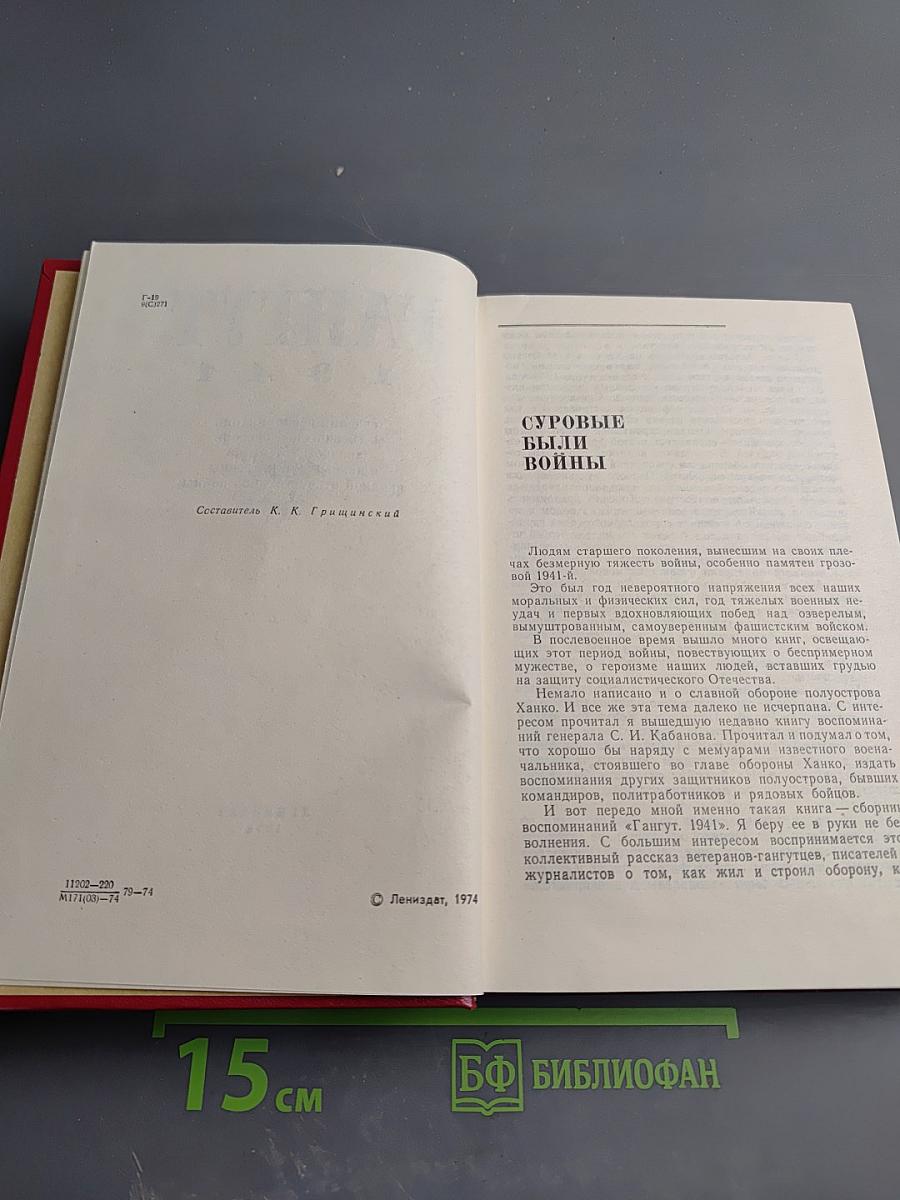 Г-19
9(С)271
Составитель К. К. Грищинский
11202—220
М171(03)—74
79—74
© Лениздат, 1974
СУРОВЫЕ
БЫЛИ
ВОЙНЫ
Людям старшего поколения, вынесшим на своих пле-
чах безмерную тяжесть войны, особенно памятен грозо-
вой 1941-й.
Это был год невероятного напряжения всех наших
моральных и физических сил, год тяжелых военных не-
удач и первых вдохновляющих побед над озверелым,
вымуштрованным, самоуверенным фашистским войском.
В послевоенное время вышло много книг, освещаю-
щих этот период войны, повествующих о беспримерном
мужестве, о героизме наших людей, вставших грудью
на защиту социалистического Отечества.
Немало написано и о славной обороне полуострова
Ханко. И все же эта тема далеко не исчерпана. С инте-
ресом прочитал я вышедшую недавно книгу воспомина-
ний генерала С. И. Кабанова. Прочитал и подумал о том,
что хорошо бы наряду с мемуарами известного воена-
чальника, стоявшего во главе обороны Ханко, издать
воспоминания других защитников полуострова, бывших
командиров, политработников и рядовых бойцов.
И вот передо мной именно такая книга — сборник
воспоминаний «Гангут. 1941». Я беру ее в руки не бе
волнения. С большим интересом воспринимается это
коллективный рассказ ветеранов-гангутцев, писателей
журналистов о том, как жил и строил оборону, к
15 см
БФ БИБЛИОФАН